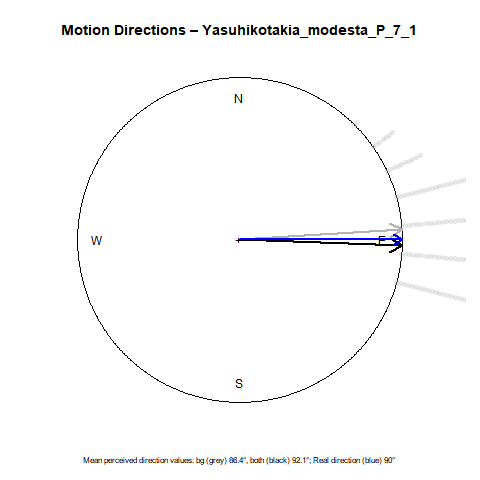 Motion Directions – Yasuhikotakia_modesta_P_7_1
N
W
E
S
Mean perceived direction values: bg (grey) 86.4°, both (black) 92.1°; Real direction (blue) 90°